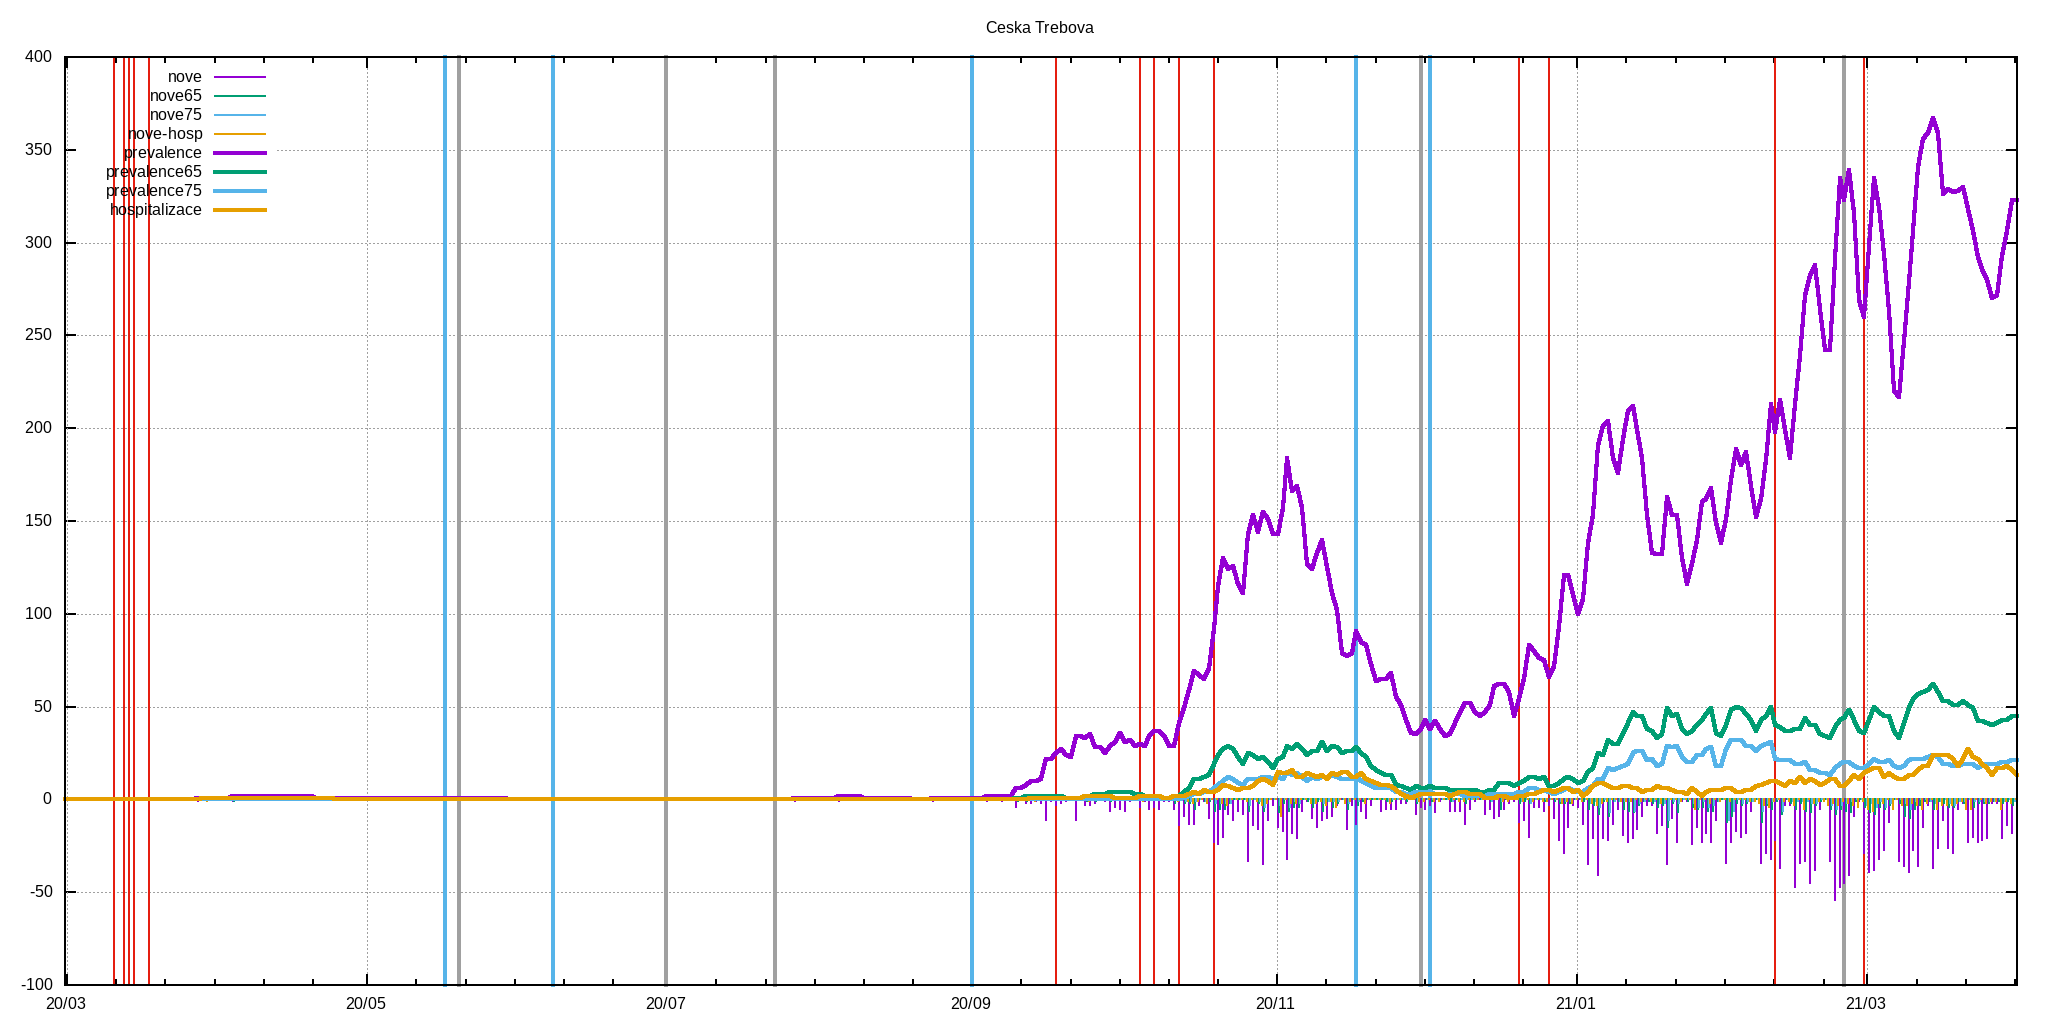 Ceska Trebova
400
350
300
250
200
150
100
50
0
-50
-100
nove
nove65
nove75
nove-hosp
prevalence
prevalence65
prevalence75
hospitalizace
20/03
20/05
20/07
20/09
20/11
21/01
21/03